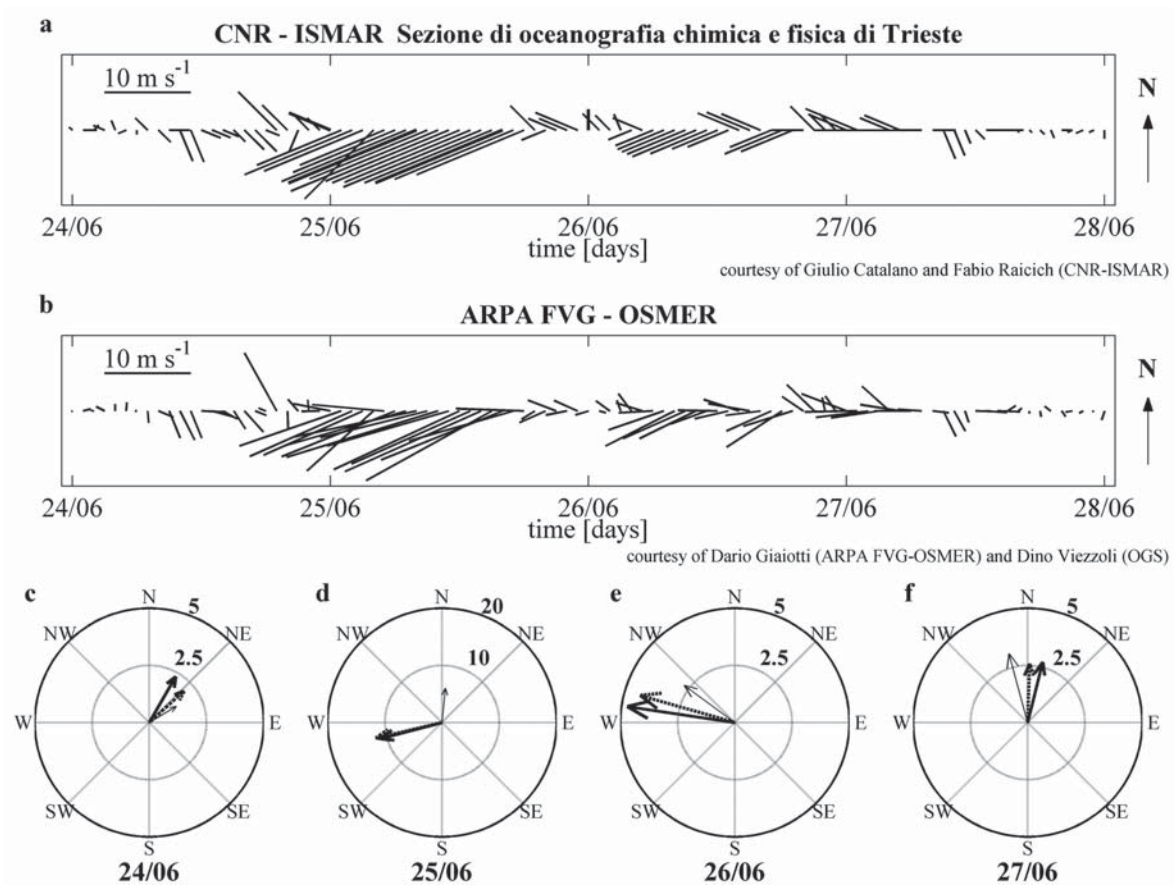 a
CNR - ISMAR Sezione di oceanografia chimica e fisica di Trieste
10 m s⁻¹
N
24/06 25/06 26/06 27/06 28/06
time [days]
courtesy of Giulio Catalano and Fabio Raicich (CNR-ISMAR)
b
ARPA FVG - OSMER
10 m s⁻¹
N
24/06 25/06 26/06 27/06 28/06
time [days]
courtesy of Dario Giaiotti (ARPA FVG-OSMER) and Dino Viezzoli (OGS)
c
N
5
NW
NE
2.5
W
E
SW
SE
S
24/06
d
N
20
NW
NE
10
W
E
SW
SE
S
25/06
e
N
5
NW
NE
2.5
W
E
SW
SE
S
26/06
f
N
5
NW
NE
2.5
W
E
SW
SE
S
27/06